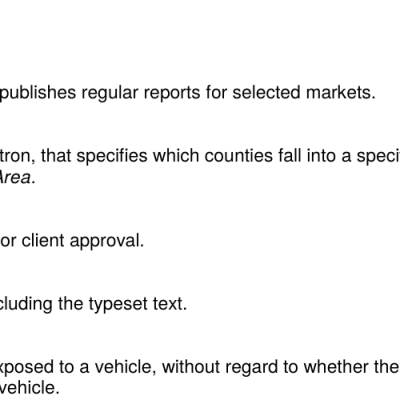 publishes regular reports for selected markets.
tron, that specifies which counties fall into a speci
Area.
or client approval.
cluding the typeset text.
xposed to a vehicle, without regard to whether the
vehicle.